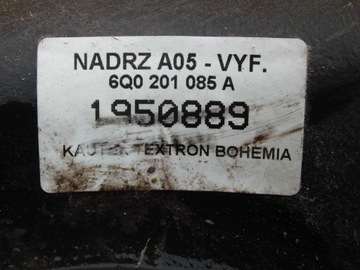 NADRZ A05 - VYF.
6Q0 201 085 A
1950889
TEXTRON BOHEMIA